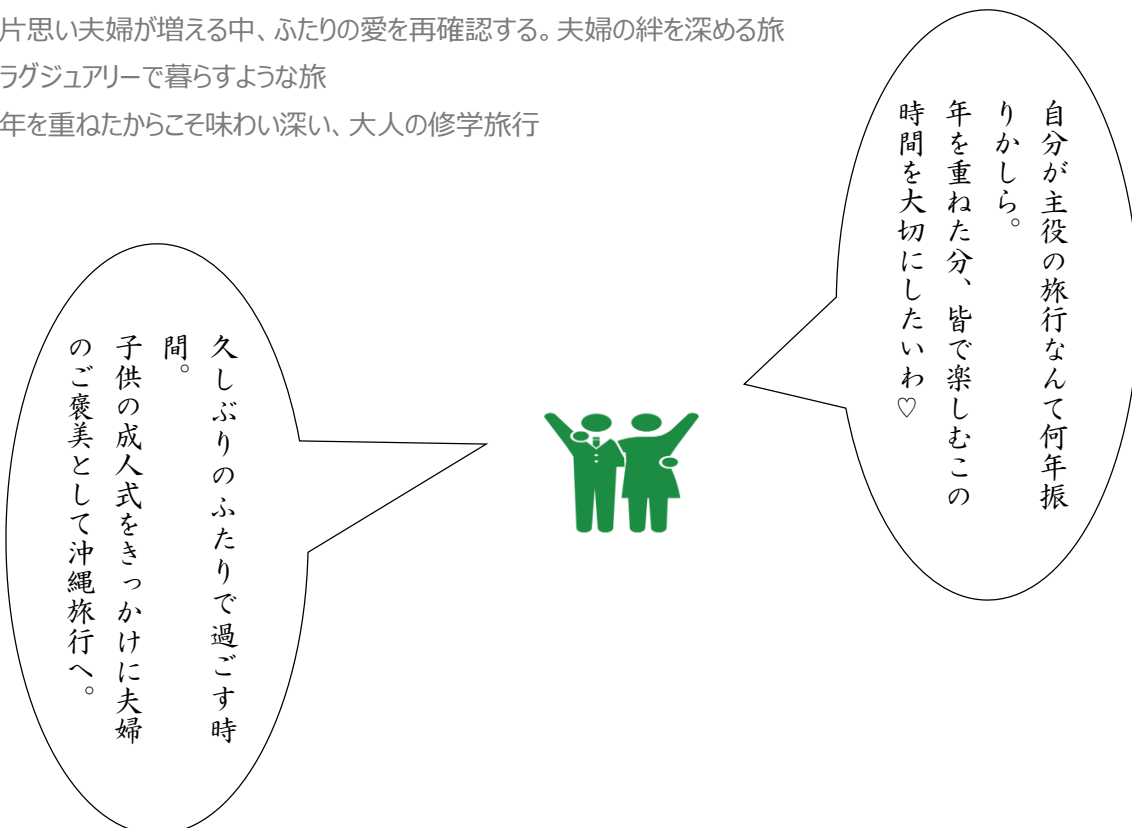 片思い夫婦が増える中、ふたりの愛を再確認する。夫婦の絆を深める旅
ラグジュアリーで暮らすような旅
年を重ねたからこそ味わい深い、大人の修学旅行
自分が主役の旅行なんて何年振
りかしら。
年を重ねた分、皆で楽しむこの
時間を大切にしたいわ♡
久しぶりのふたりで過ごす時
間。
子供の成人式をきっかけに夫婦
のご褒美として沖縄旅行へ。